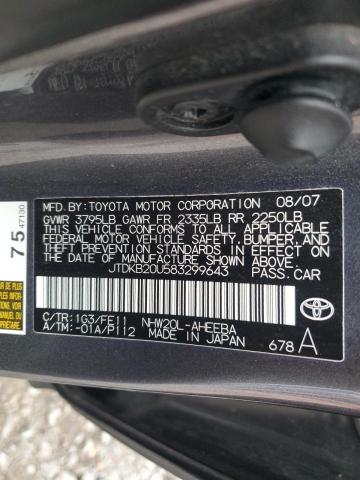 MFD BY:TOYOTA MOTOR CORPORATION 08/07
GVWR 3795LB GAWR FR 2335LB RR 2250LB
THIS VEHICLE CONFORMS TO ALL APPLICABLE
FEDERAL MOTOR VEHICLE SAFETY, BUMPER, AND
THEFT PREVENTION STANDARDS IN EFFECT ON THE
DATE OF MANUFACTURE SHOWN ABOVE.
JTDKB20U583299643 PASS.CAR
C/TR:1G3/FE11 NHW20L-AHEEBA
A/TM:-01A/P112 MADE IN JAPAN
678 A
TOYOTA
75 47130